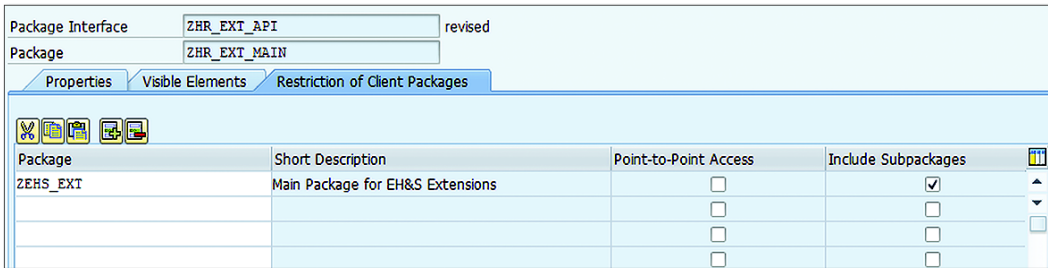 Package Interface ZHR_EXT_API revised
Package ZHR_EXT_MAIN
Properties Visible Elements Restriction of Client Packages
Package Short Description Point-to-Point Access Include Subpackages
ZEHS_EXT Main Package for EH&S Extensions